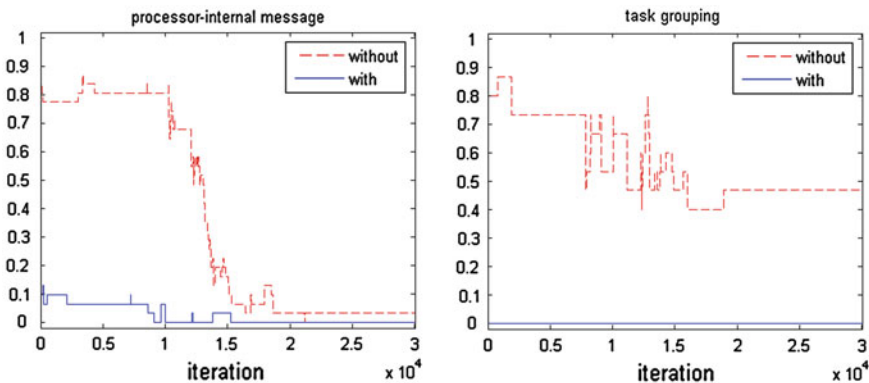 processor-internal message
1
0.9
0.8
0.7
0.6
0.5
0.4
0.3
0.2
0.1
0
without
with
0 0.5 1 1.5 2 2.5 3
iteration
x 10^4
task grouping
1
0.9
0.8
0.7
0.6
0.5
0.4
0.3
0.2
0.1
0
without
with
0 0.5 1 1.5 2 2.5 3
iteration
x 10^4